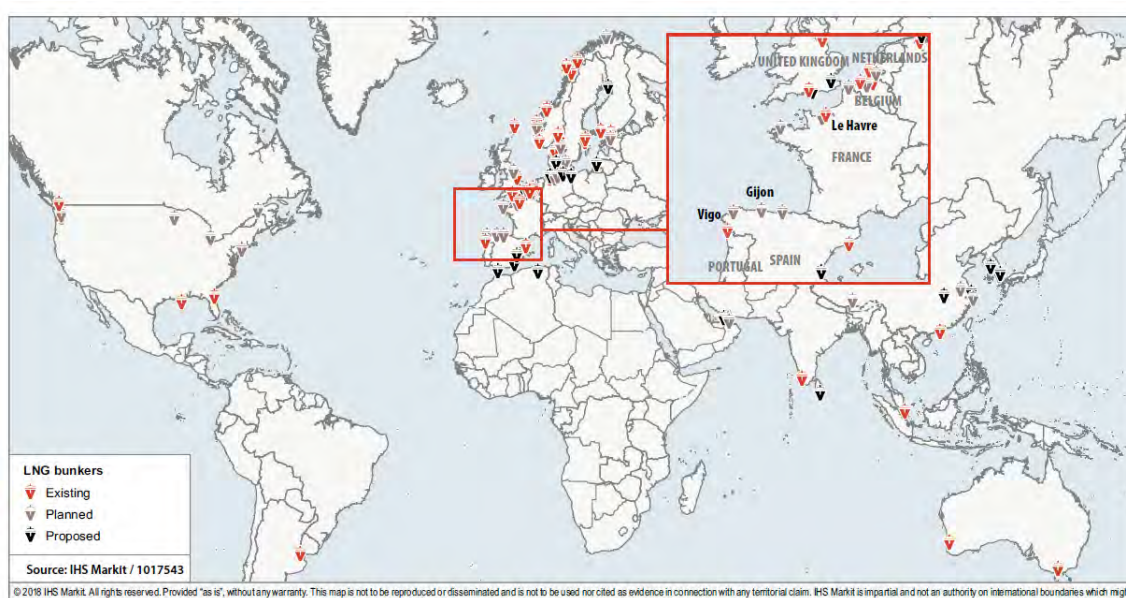 UNITED KINGDOM
NETHERLANDS
BELGIUM
Le Havre
FRANCE
Gijon
Vigo
PORTUGAL
SPAIN
LNG bunkers
Existing
Planned
Proposed
Source: IHS Markit / 1017543
© 2018 IHS Markit. All rights reserved. Provided "as is", without any warranty. This map is not to be reproduced or disseminated and is not to be used nor cited as evidence in connection with any territorial claim. IHS Markit is impartial and not an authority on international boundaries which